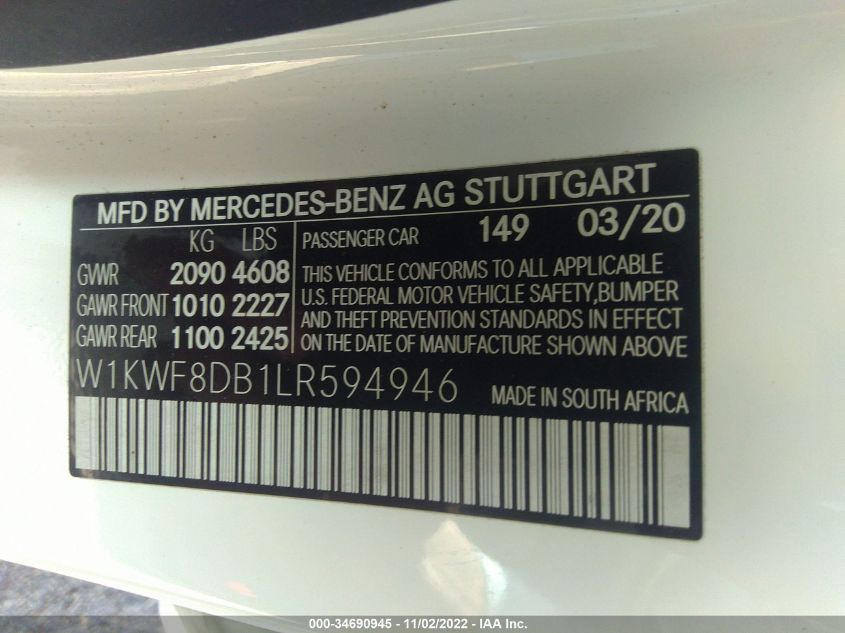 MFD BY MERCEDES-BENZ AG STUTTGART
KG LBS
GVWR 2090 4608
GAWR FRONT 1010 2227
GAWR REAR 1100 2425
PASSENGER CAR 149 03/20
THIS VEHICLE CONFORMS TO ALL APPLICABLE
U.S. FEDERAL MOTOR VEHICLE SAFETY,BUMPER
AND THEFT PREVENTION STANDARDS IN EFFECT
ON THE DATE OF MANUFACTURE SHOWN ABOVE
W1KWF8DB1LR594946
MADE IN SOUTH AFRICA
000-34690945 - 11/02/2022 - IAA Inc.